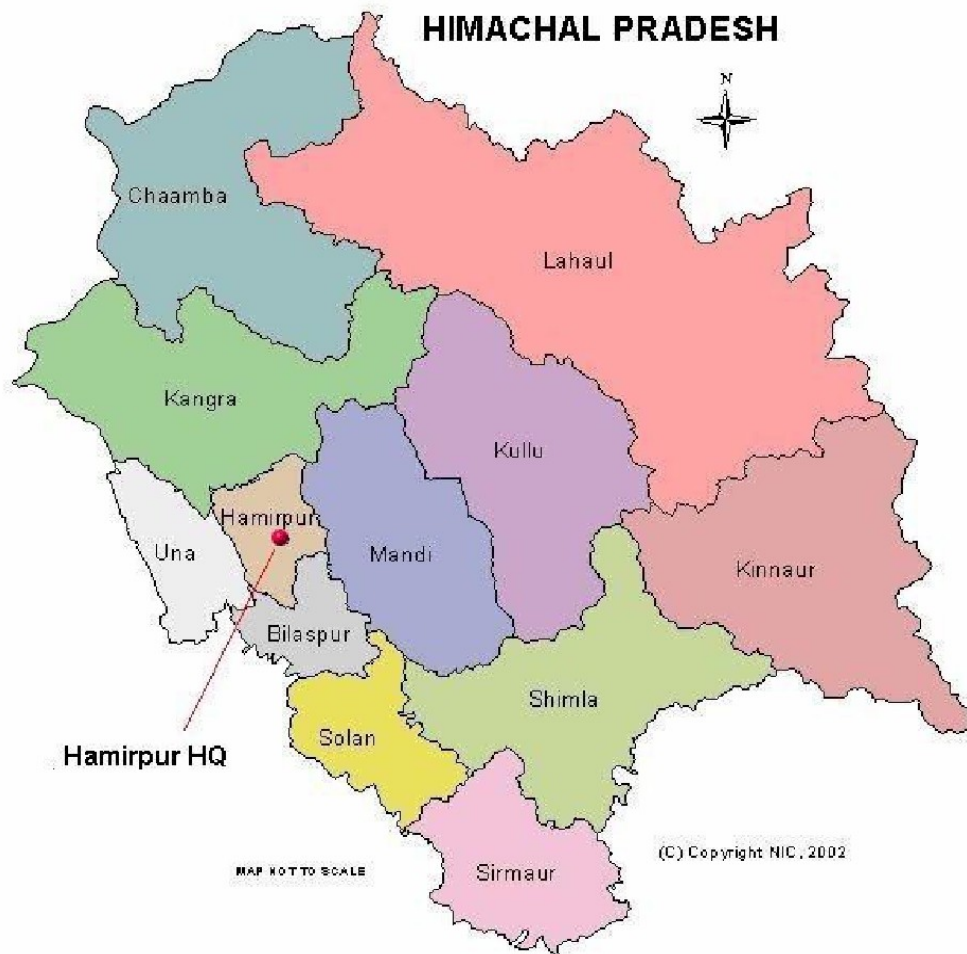 HIMACHAL PRADESH
N
Chaamba
Lahaul
Kangra
Kullu
Hamirpur
Una
Mandi
Kinnaur
Bilaspur
Shimla
Solan
Hamirpur HQ
(C) Copyright NIC, 2002
MAP NOT TO SCALE
Sirmaur